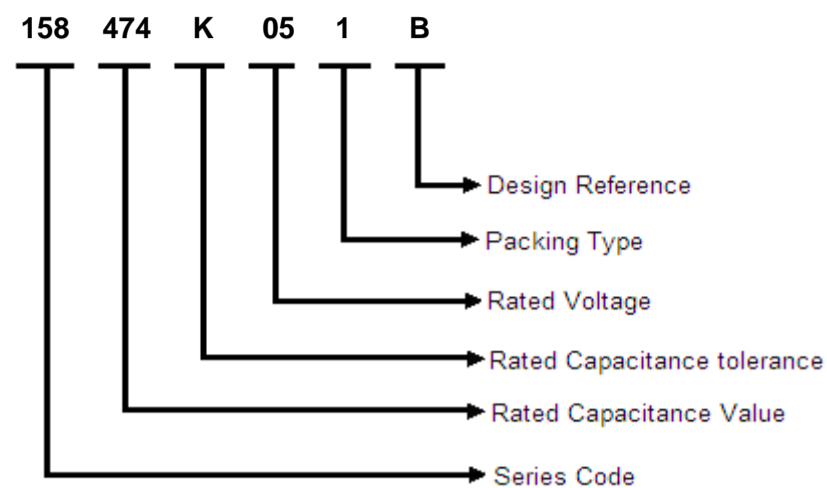 158 474 K 05 1 B
Design Reference
Packing Type
Rated Voltage
Rated Capacitance tolerance
Rated Capacitance Value
Series Code